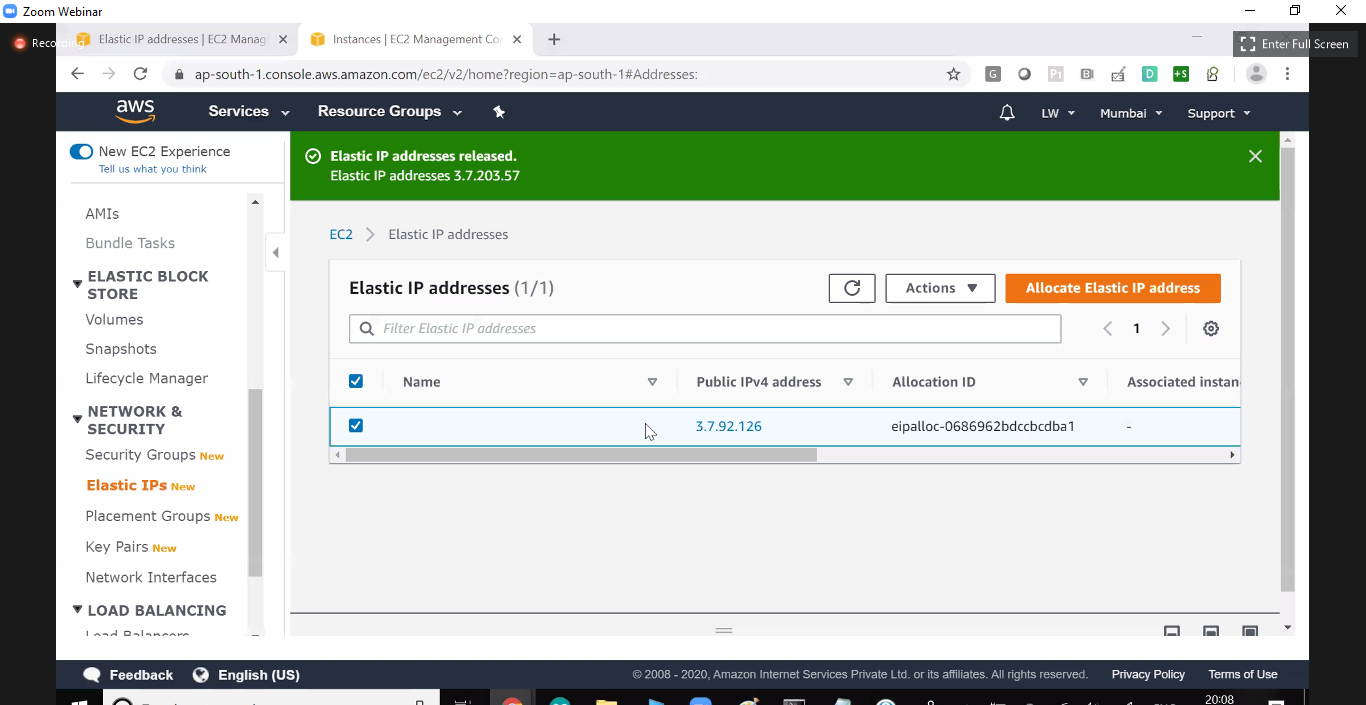 Zoom Webinar
Recording
Elastic IP addresses | EC2 Manag
Instances | EC2 Management Co
Enter Full Screen
ap-south-1.console.aws.amazon.com/ec2/v2/home?region=ap-south-1#Addresses:
aws
Services
Resource Groups
LW
Mumbai
Support
New EC2 Experience
Tell us what you think
AMIs
Bundle Tasks
ELASTIC BLOCK
STORE
Volumes
Snapshots
Lifecycle Manager
NETWORK &
SECURITY
Security Groups New
Elastic IPs New
Placement Groups New
Key Pairs New
Network Interfaces
LOAD BALANCING
Load Balancers
Elastic IP addresses released.
Elastic IP addresses 3.7.203.57
EC2
Elastic IP addresses
Elastic IP addresses (1/1)
Actions
Allocate Elastic IP address
Filter Elastic IP addresses
1
Name
Public IPv4 address
Allocation ID
Associated instan
3.7.92.126
eipalloc-0686962bdccbcdba1
-
Feedback
English (US)
© 2008 - 2020, Amazon Internet Services Private Ltd. or its affiliates. All rights reserved.
Privacy Policy
Terms of Use
20:08